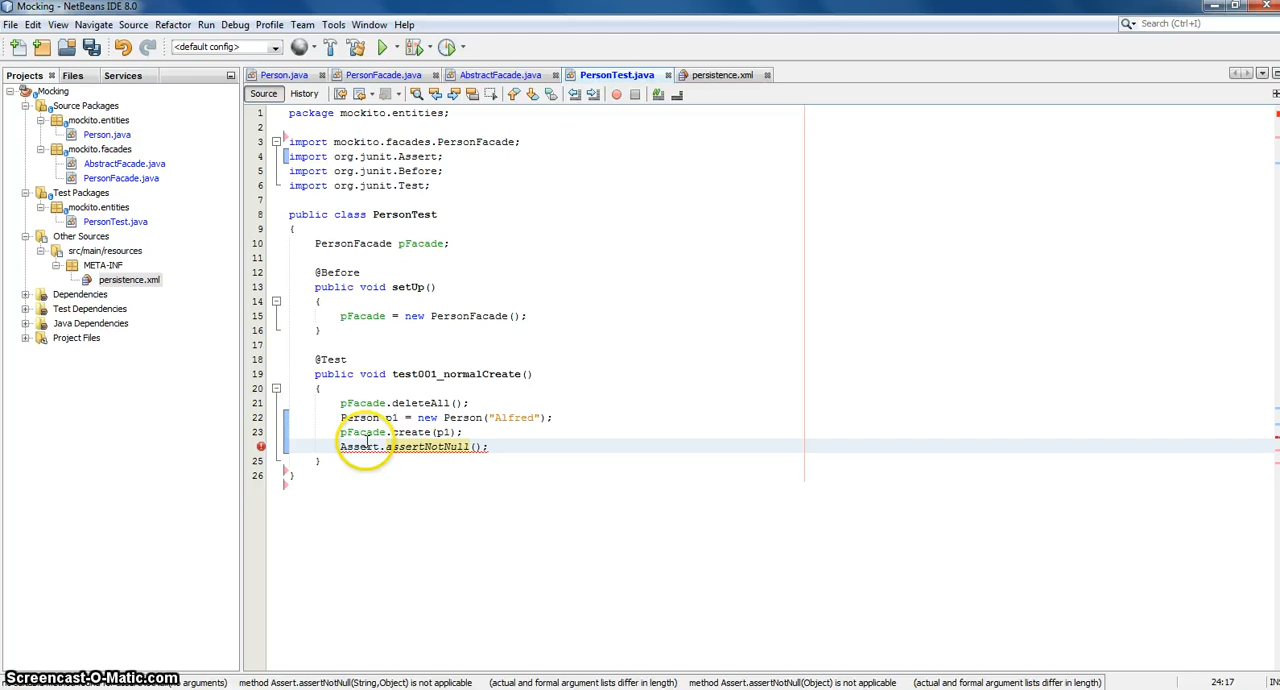 Mocking - NetBeans IDE 8.0
File Edit View Navigate Source Refactor Run Debug Profile Team Tools Window Help
Search (Ctrl+I)
<default config>
Projects Files Services
Person.java PersonFacade.java AbstractFacade.java PersonTest.java persistence.xml
Source History
Mocking
Source Packages
mockito.entities
Person.java
mockito.facades
AbstractFacade.java
PersonFacade.java
Test Packages
mockito.entities
PersonTest.java
Other Sources
src/main/resources
META-INF
persistence.xml
Dependencies
Test Dependencies
Java Dependencies
Project Files
1 package mockito.entities;
2
3 import mockito.facades.PersonFacade;
4 import org.junit.Assert;
5 import org.junit.Before;
6 import org.junit.Test;
7
8 public class PersonTest
9 {
10 PersonFacade pFacade;
11
12 @Before
13 public void setUp()
14 {
15 pFacade = new PersonFacade();
16 }
17
18 @Test
19 public void test001_normalCreate()
20 {
21 pFacade.deleteAll();
22 Person p1 = new Person("Alfred");
23 pFacade.create(p1);
24 Assert.assertNotNull();
25 }
26 }
Screencast-O-Matic.com
o arguments) method Assert.assertNotNull(String,Object) is not applicable (actual and formal argument lists differ in length) method Assert.assertNotNull(Object) is not applicable (actual and formal argument lists differ in length) 24:17 IN